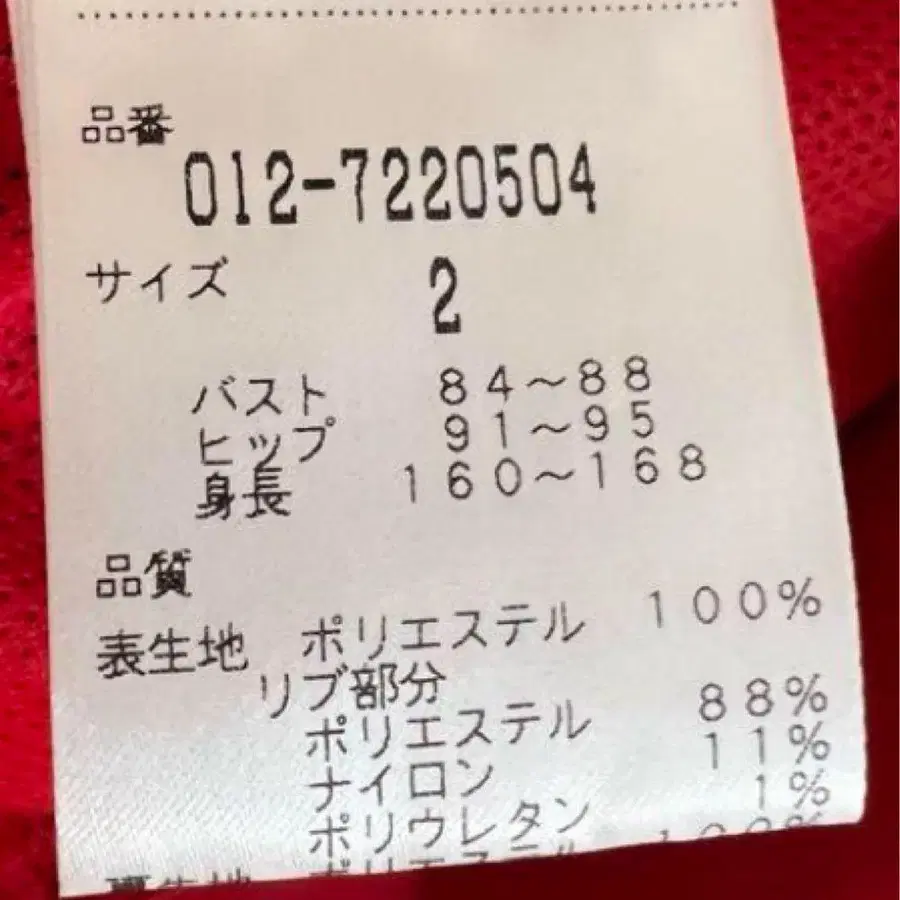 品番
012-7220504
サイズ 2
バスト 84～88
ヒップ 91～95
身長 160～168
品質
表生地 ポリエステル 100%
リブ部分
ポリエステル 88%
ナイロン 11%
ポリウレタン 1%